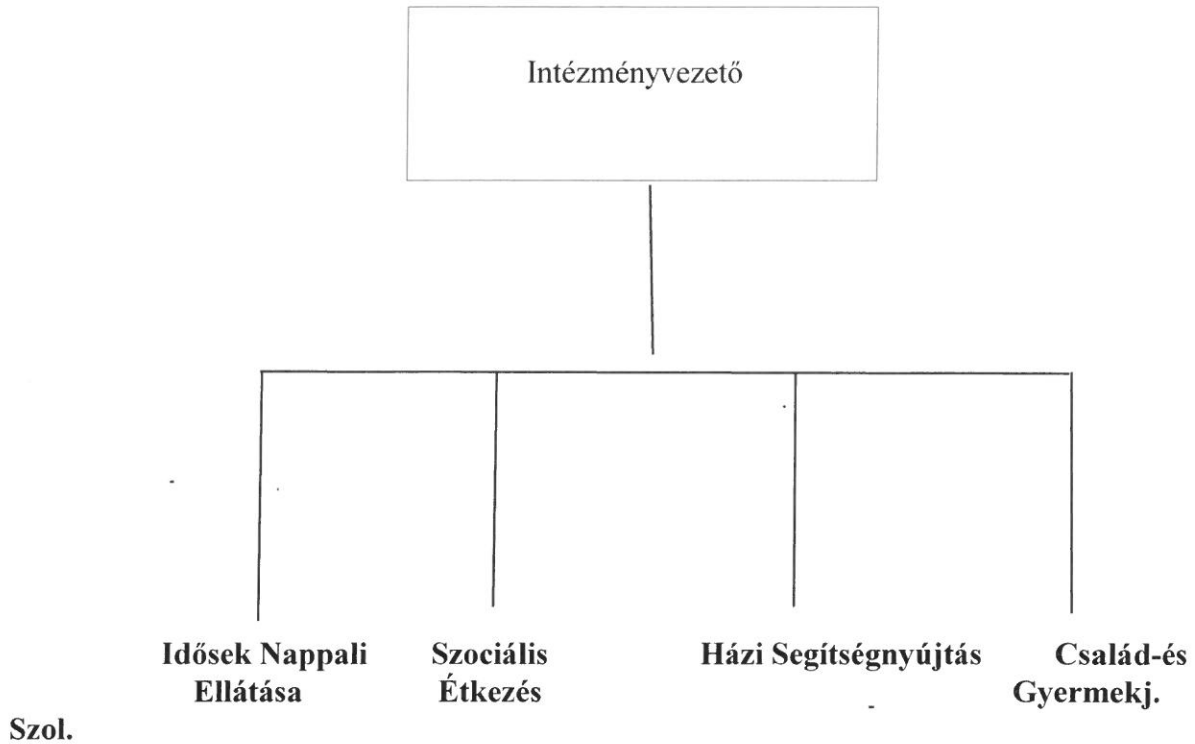 Intézményvezető
Idősek Nappali Szociális Házi Segítségnyújtás Család-és
Ellátása Étkezés Gyermekj.
Szol.